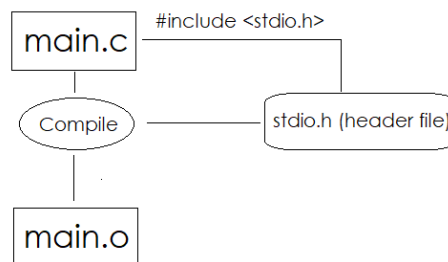 #include <stdio.h>
main.c
Compile
stdio.h (header file)
main.o